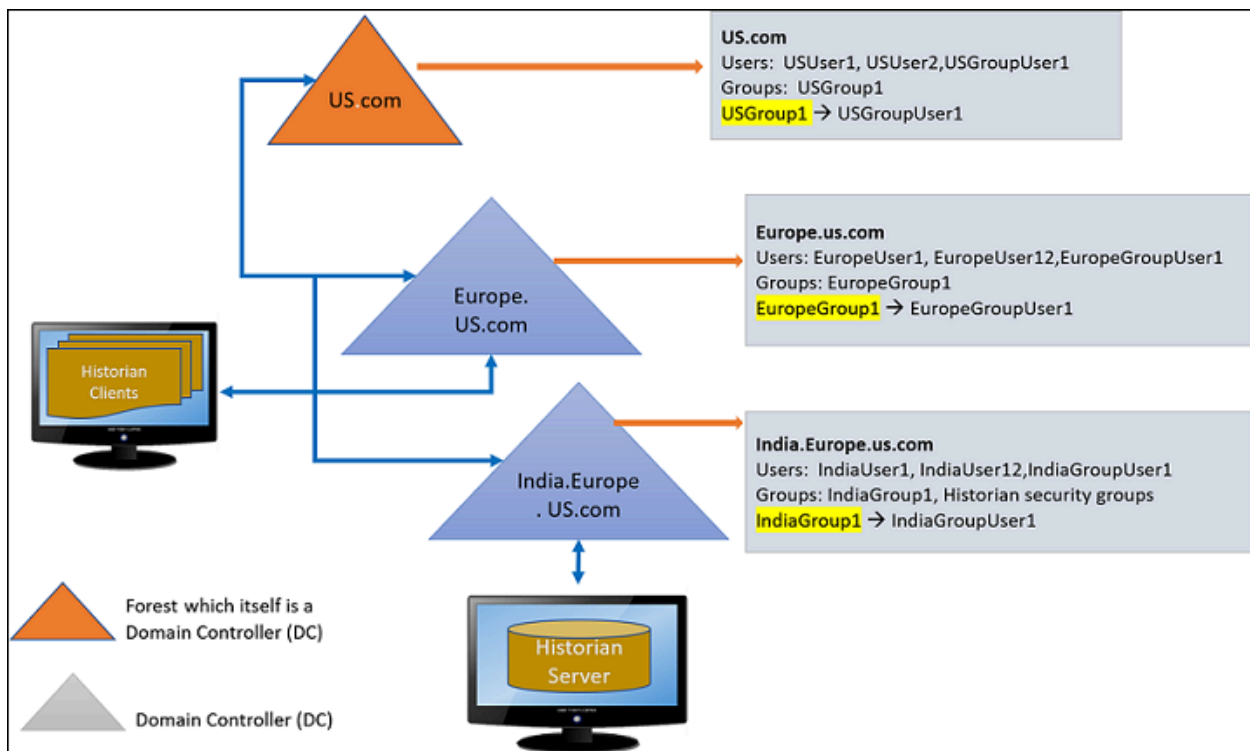 US.com
US.com
Users: USUser1, USUser2,USGroupUser1
Groups: USGroup1
USGroup1 → USGroupUser1
Europe.
US.com
Europe.us.com
Users: EuropeUser1, EuropeUser12,EuropeGroupUser1
Groups: EuropeGroup1
EuropeGroup1 → EuropeGroupUser1
Historian
Clients
India.Europe
. US.com
India.Europe.us.com
Users: IndiaUser1, IndiaUser12,IndiaGroupUser1
Groups: IndiaGroup1, Historian security groups
IndiaGroup1 → IndiaGroupUser1
Forest which itself is a
Domain Controller (DC)
Historian
Server
Domain Controller (DC)